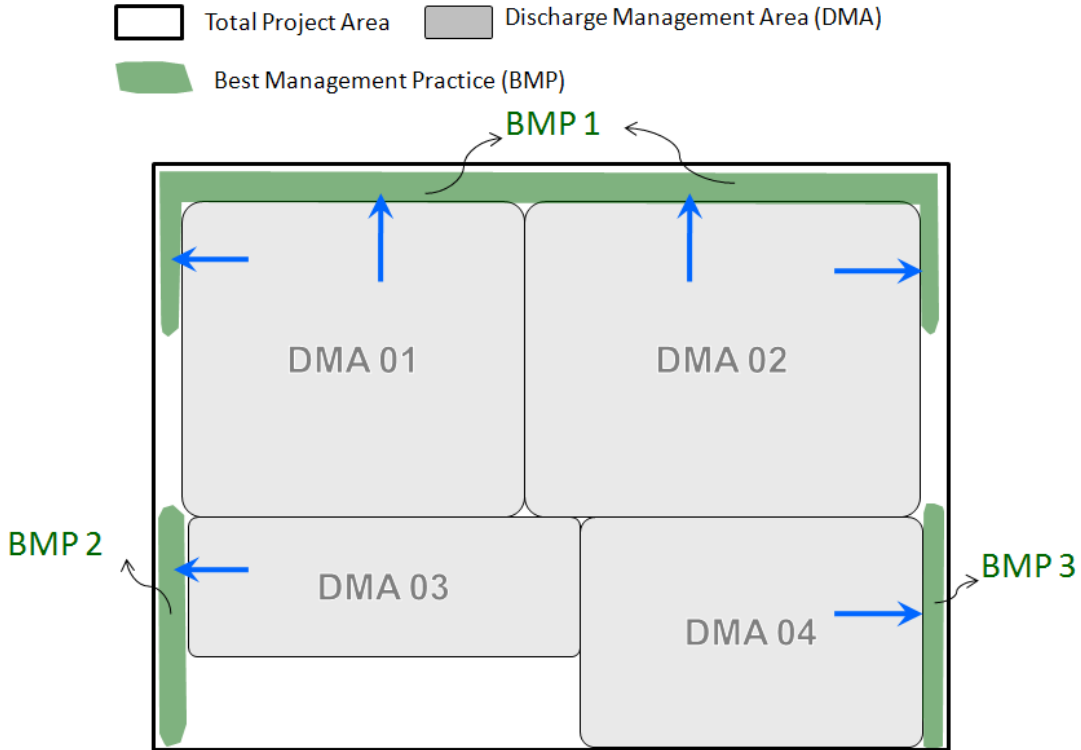 Total Project Area
Discharge Management Area (DMA)
Best Management Practice (BMP)
BMP 1
DMA 01
DMA 02
BMP 2
DMA 03
BMP 3
DMA 04